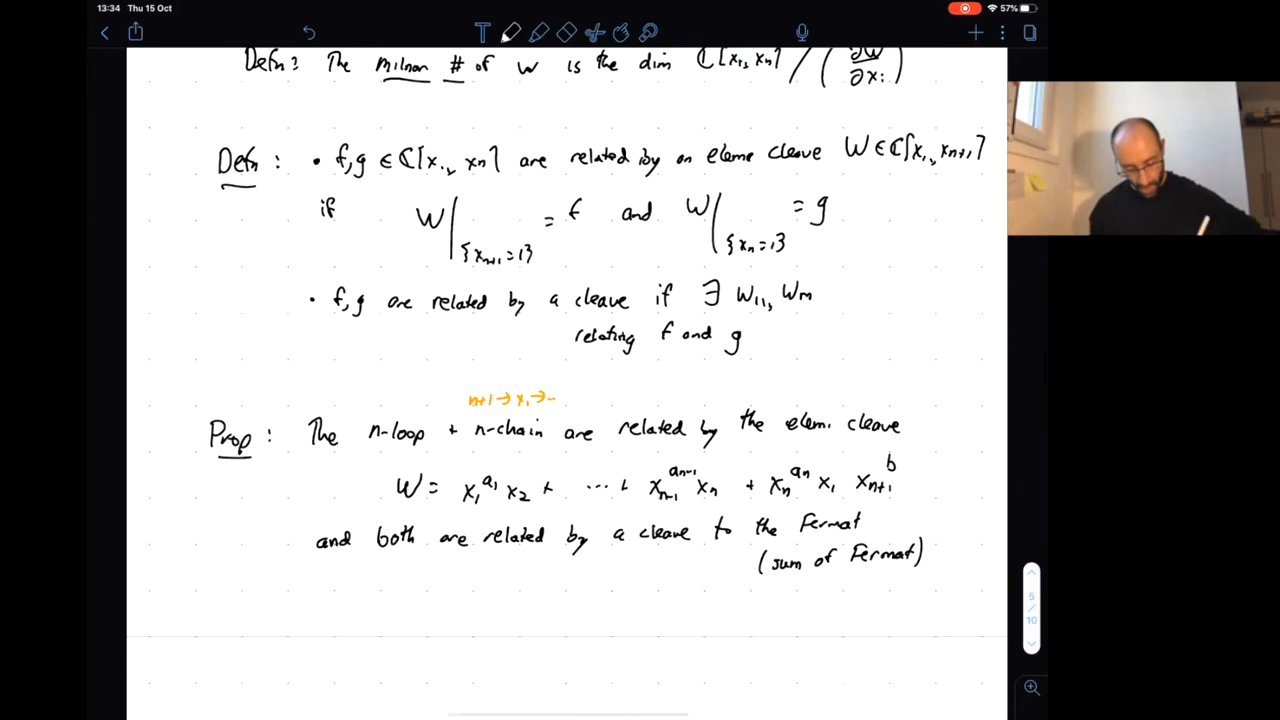 13:34 Thu 15 Oct
57%
Defn: The Milnor # of W is the dim ℂ[x₁, xₙ] / (∂W/∂xᵢ)
Defn: • f,g ∈ ℂ[x₁, xₙ] are related by an eleme cleave W ∈ ℂ[x₁, xₙ₊₁]
if W|{xₙ₊₁=1} = f and W|{xₙ=1} = g
• f,g are related by a cleave if ∃ W₁, Wₘ
relating f and g
n+1 → x₁ → ..
Prop: The n-loop + n-chain are related by the elem. cleave
W = x₁^a₁ x₂ + ... + xₙ₋₁^aₙ₋₁ xₙ + xₙ^aₙ x₁ xₙ₊₁^b
and both are related by a cleave to the Fermat
(sum of Fermat)
5
/
10